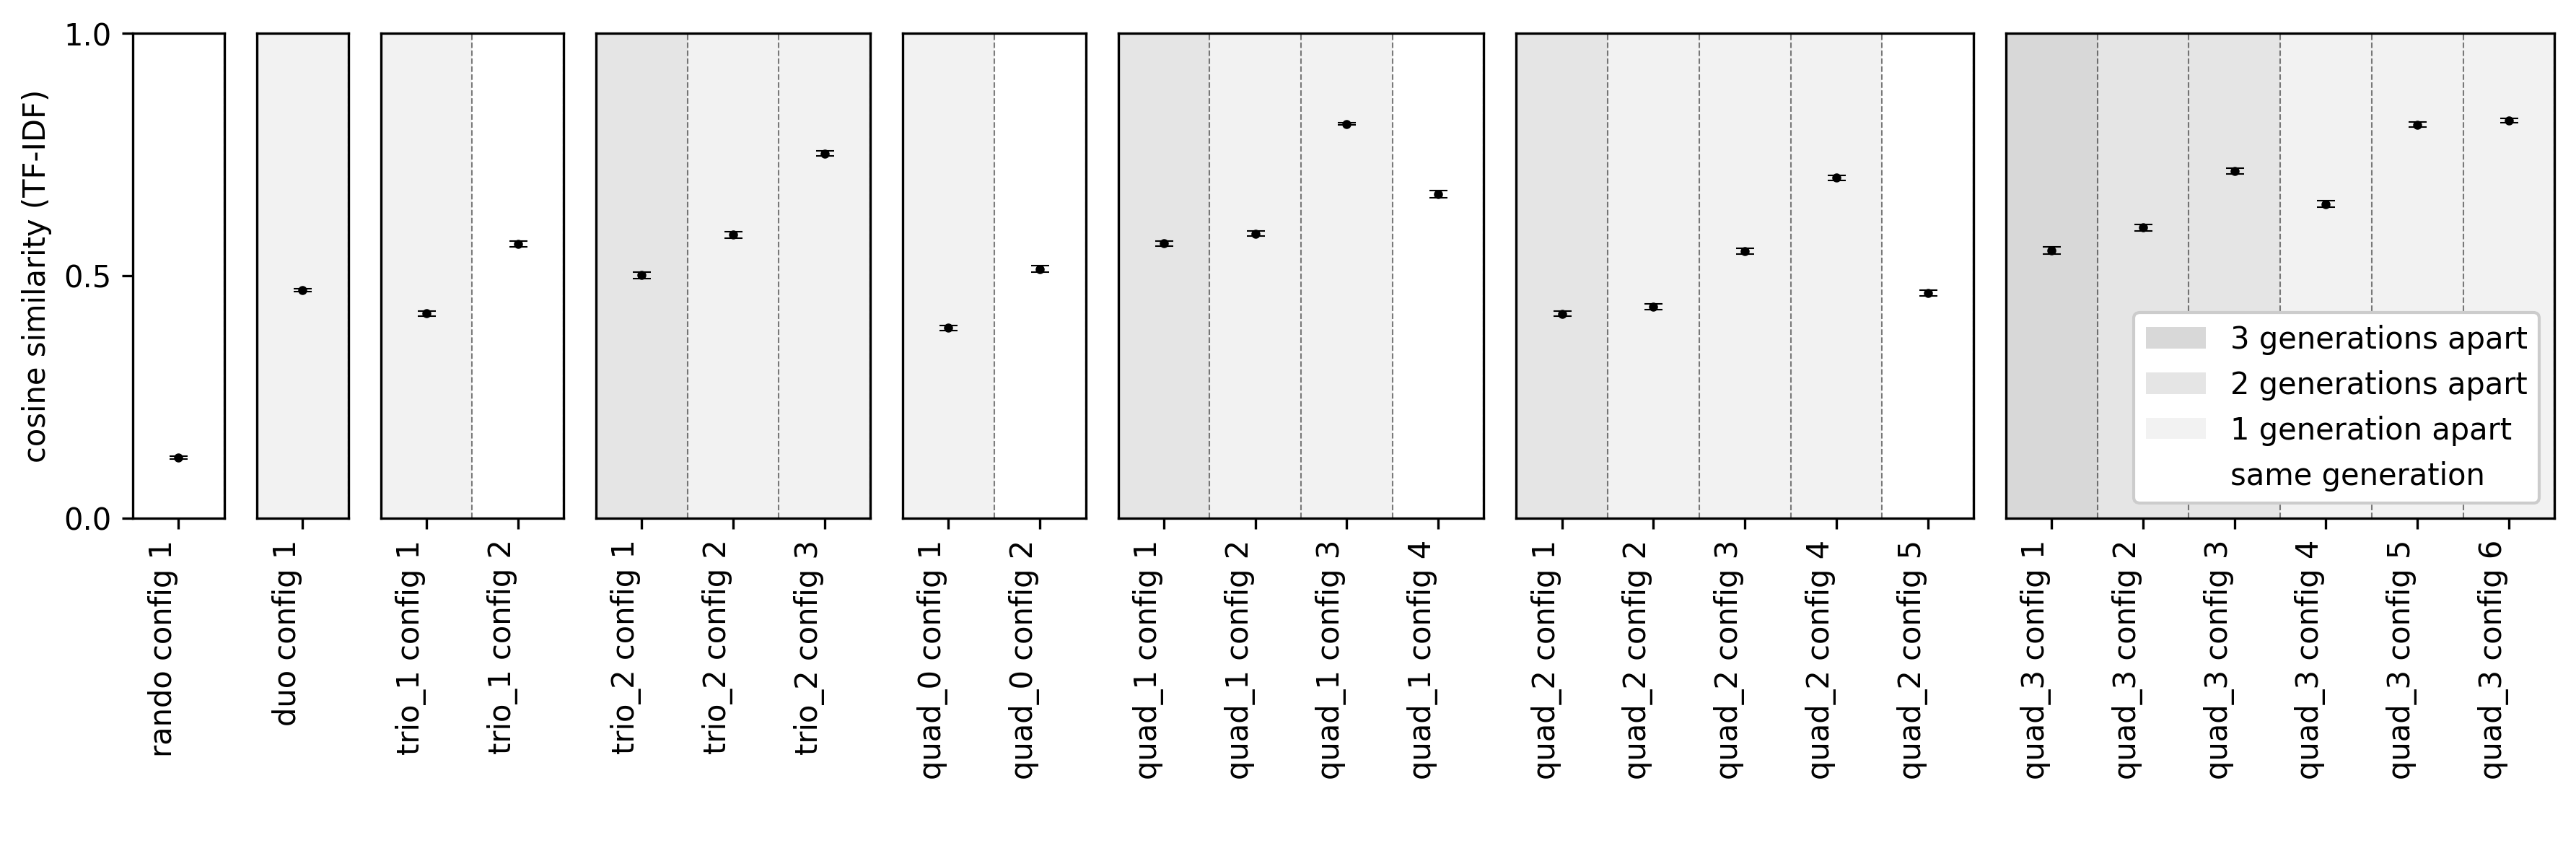 cosine similarity (TF-IDF)
1.0
0.5
0.0
rando config 1
duo config 1
trio_1 config 1
trio_1 config 2
trio_2 config 1
trio_2 config 2
trio_2 config 3
quad_0 config 1
quad_0 config 2
quad_1 config 1
quad_1 config 2
quad_1 config 3
quad_1 config 4
quad_2 config 1
quad_2 config 2
quad_2 config 3
quad_2 config 4
quad_2 config 5
quad_3 config 1
quad_3 config 2
quad_3 config 3
quad_3 config 4
quad_3 config 5
quad_3 config 6
3 generations apart
2 generations apart
1 generation apart
same generation